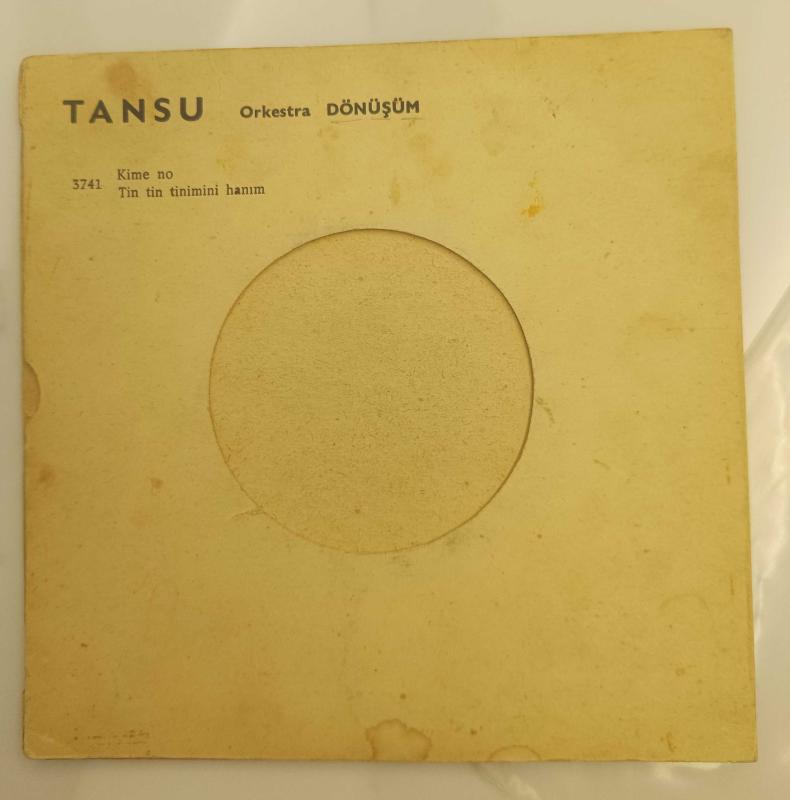 TANSU Orkestra DÖNÜŞÜM
3741 Kime no
Tin tin tinimini hanım